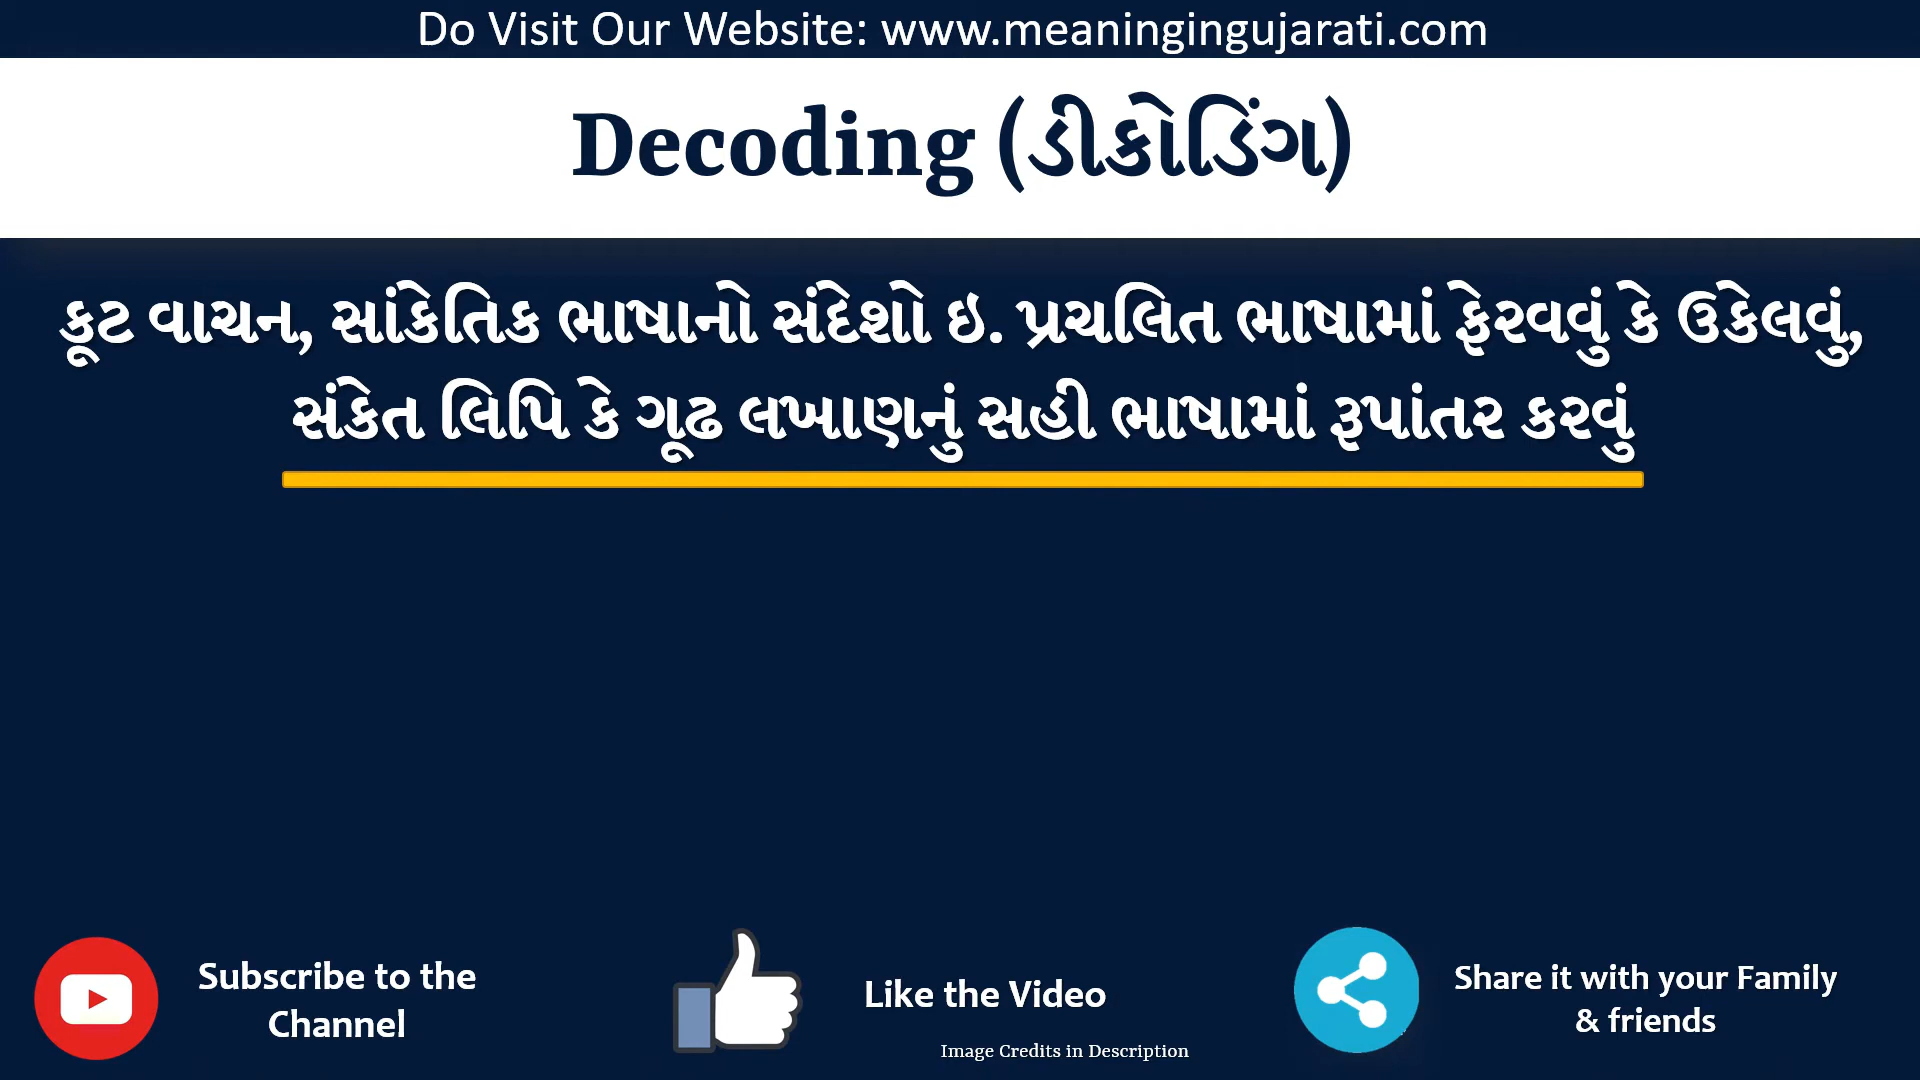 Do Visit Our Website: www.meaningingujarati.com
Decoding (ડીકોડિંગ)
કૂટ વાચન, સાંકેતિક ભાષાનો સંદેશો ઇ. પ્રચલિત ભાષામાં ફેરવવું કે ઉકેલવું,
સંકેત લિપિ કે ગૂઢ લખાણનું સહી ભાષામાં રૂપાંતર કરવું
Subscribe to the
Channel
Like the Video
Share it with your Family
& friends
Image Credits in Description